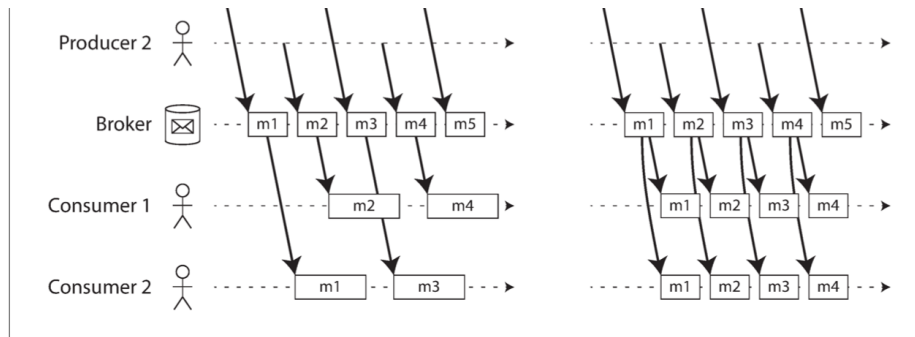 Producer 2
Broker m1 m2 m3 m4 m5 m1 m2 m3 m4 m5
Consumer 1 m2 m4 m1 m2 m3 m4
Consumer 2 m1 m3 m1 m2 m3 m4